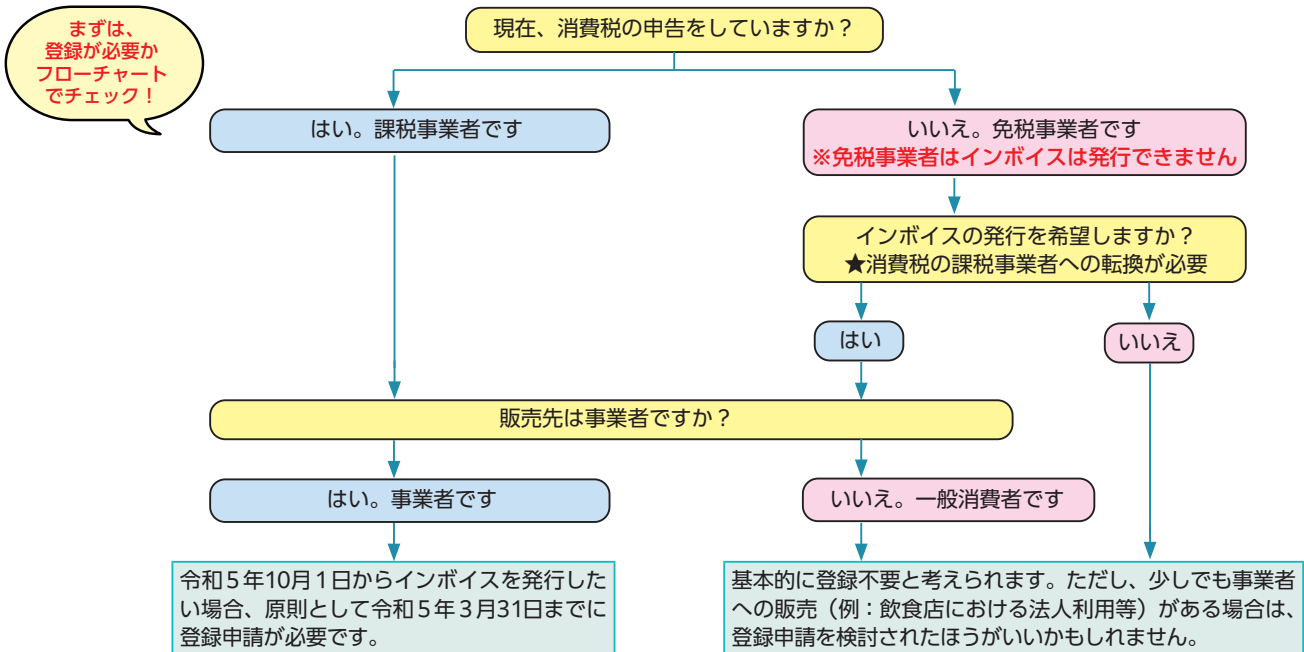 まずは、
登録が必要か
フローチャート
でチェック！
現在、消費税の申告をしていますか？
はい。課税事業者です
いいえ。免税事業者です
※免税事業者はインボイスは発行できません
インボイスの発行を希望しますか？
★消費税の課税事業者への転換が必要
はい
いいえ
販売先は事業者ですか？
はい。事業者です
いいえ。一般消費者です
令和５年10月１日からインボイスを発行した
い場合、原則として令和５年３月31日までに
登録申請が必要です。
基本的に登録不要と考えられます。ただし、少しでも事業者
への販売（例：飲食店における法人利用等）がある場合は、
登録申請を検討されたほうがいいかもしれません。